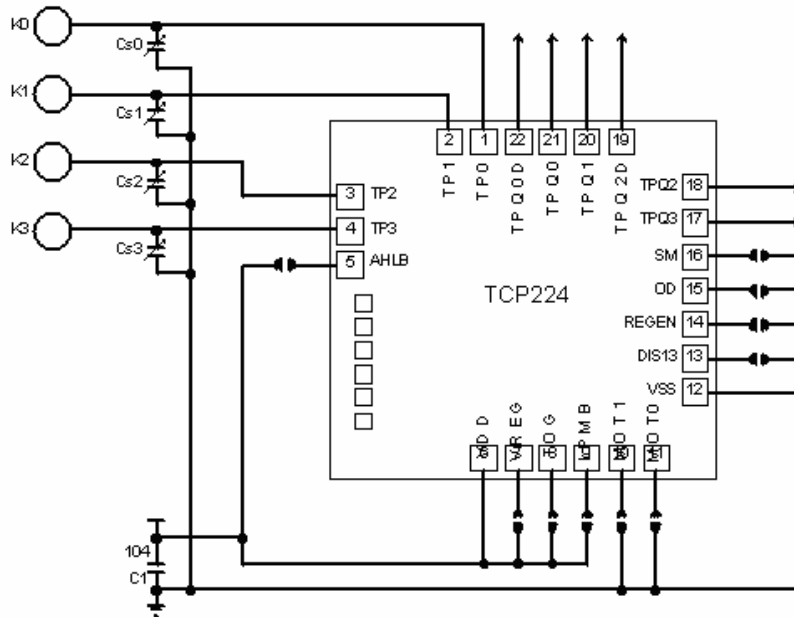 K0
Cs0
K1
Cs1
K2
Cs2
K3
Cs3
2
1
22
21
20
19
TP1
TP0
TPQ0D
TPQ0
TPQ1
TPQ2D
3
TP2
4
TP3
5
AHLB
TPQ2
18
TPQ3
17
SM
16
OD
15
REGEN
14
DIS13
13
VSS
12
TCP224
104
C1